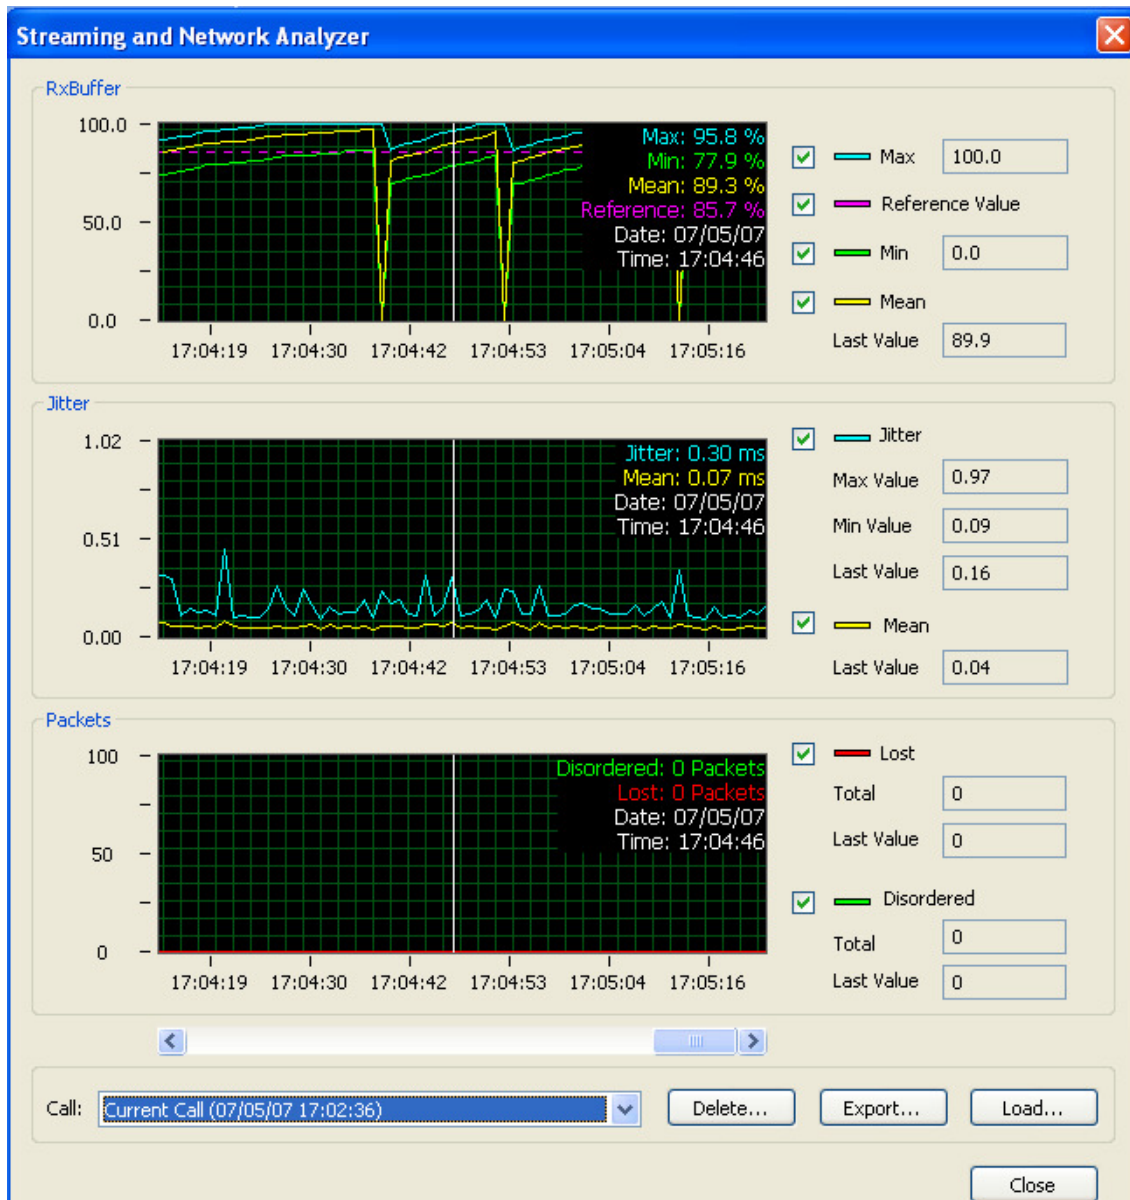 Streaming and Network Analyzer
RxBuffer
100.0
50.0
0.0
Max: 95.8 %
Min: 77.9 %
Mean: 89.3 %
Reference: 85.7 %
Date: 07/05/07
Time: 17:04:46
17:04:19 17:04:30 17:04:42 17:04:53 17:05:04 17:05:16
Max 100.0
Reference Value
Min 0.0
Mean
Last Value 89.9
Jitter
1.02
0.51
0.00
Jitter: 0.30 ms
Mean: 0.07 ms
Date: 07/05/07
Time: 17:04:46
17:04:19 17:04:30 17:04:42 17:04:53 17:05:04 17:05:16
Jitter
Max Value 0.97
Min Value 0.09
Last Value 0.16
Mean
Last Value 0.04
Packets
100
50
0
Disordered: 0 Packets
Lost: 0 Packets
Date: 07/05/07
Time: 17:04:46
17:04:19 17:04:30 17:04:42 17:04:53 17:05:04 17:05:16
Lost
Total 0
Last Value 0
Disordered
Total 0
Last Value 0
Call: Current Call (07/05/07 17:02:36) Delete... Export... Load...
Close